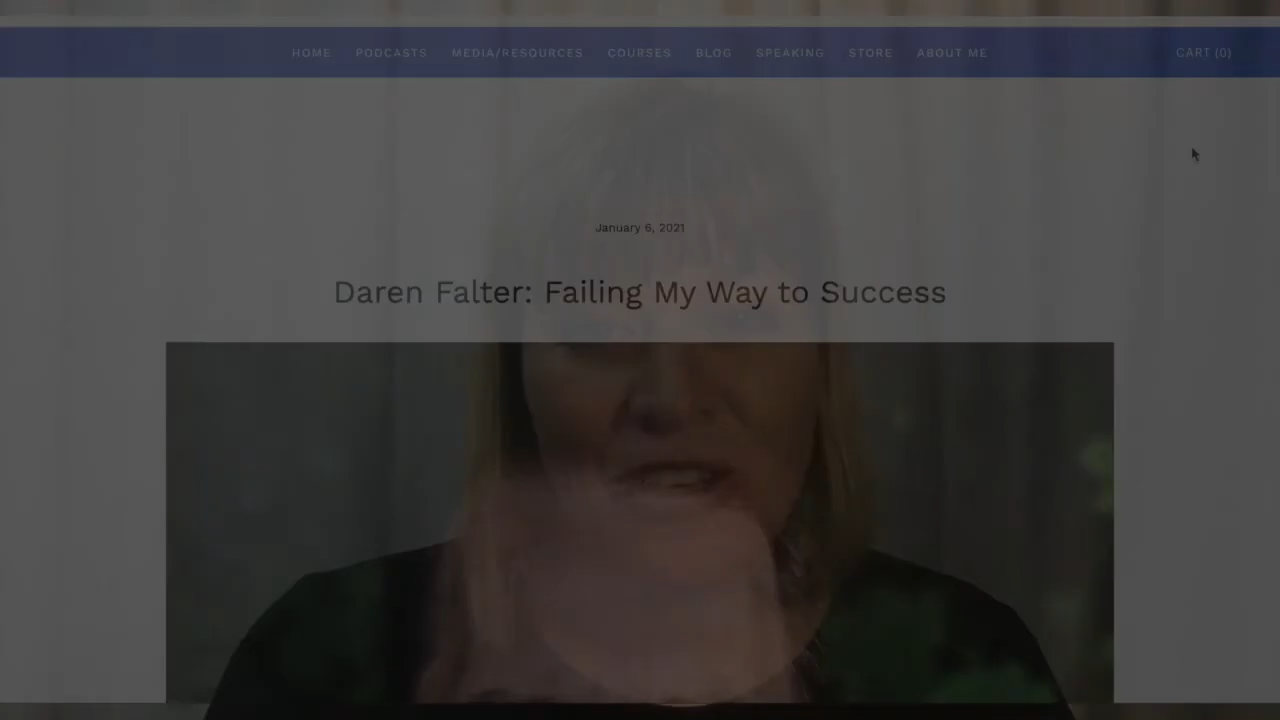 HOME PODCASTS MEDIA/RESOURCES COURSES BLOG SPEAKING STORE ABOUT ME CART (0)
January 6, 2021
Daren Falter: Failing My Way to Success